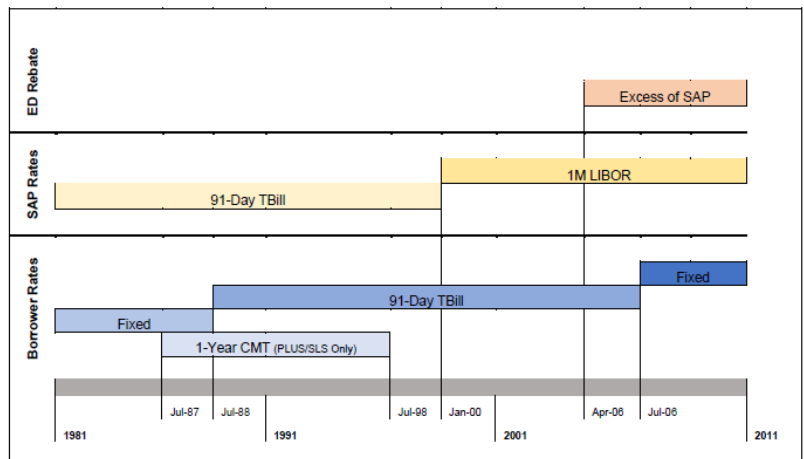 ED Rebate
Excess of SAP
SAP Rates
1M LIBOR
91-Day TBill
Borrower Rates
Fixed
91-Day TBill
Fixed
1-Year CMT (PLUS/SLS Only)
Jul-87
Jul-88
Jul-98
Jan-00
Apr-06
Jul-06
1981
1991
2001
2011